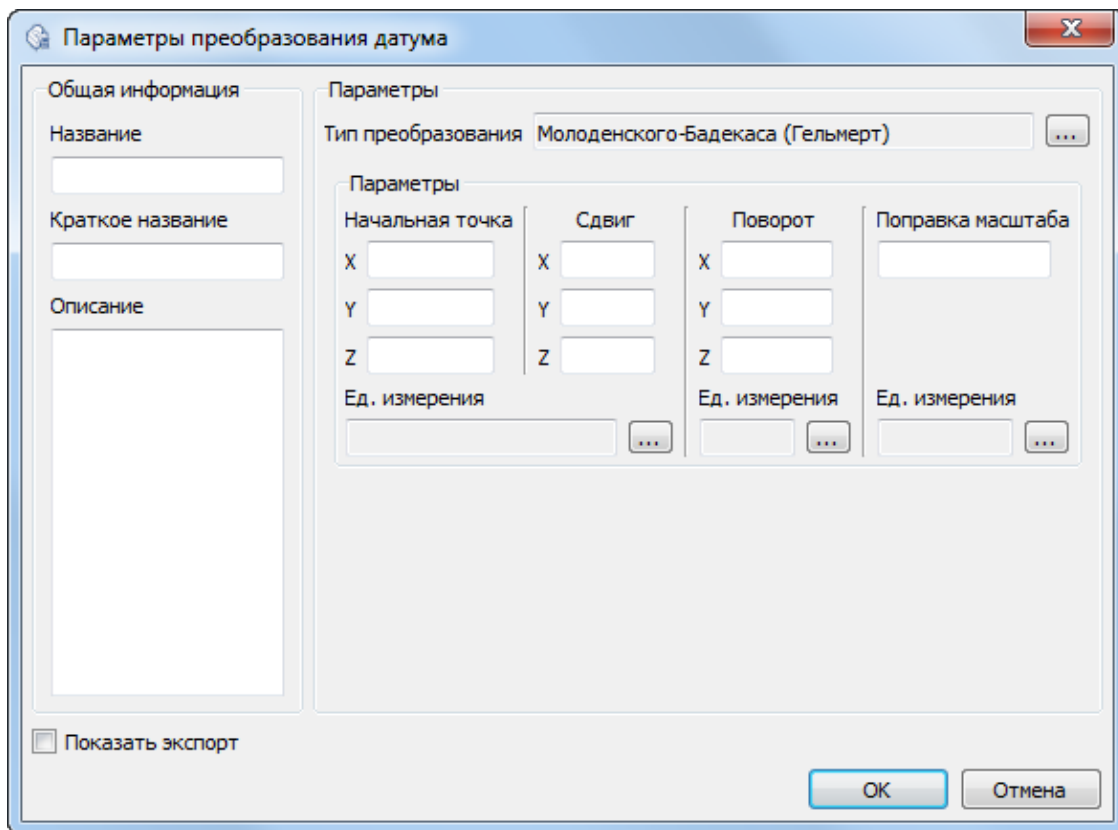 Параметры преобразования датума
Общая информация
Название
Краткое название
Описание
Параметры
Тип преобразования Молоденского-Бадекаса (Гельмерт) ...
Параметры
Начальная точка Сдвиг Поворот Поправка масштаба
X X X
Y Y Y
Z Z Z
Ед. измерения Ед. измерения Ед. измерения
... ... ...
Показать экспорт
OK Отмена